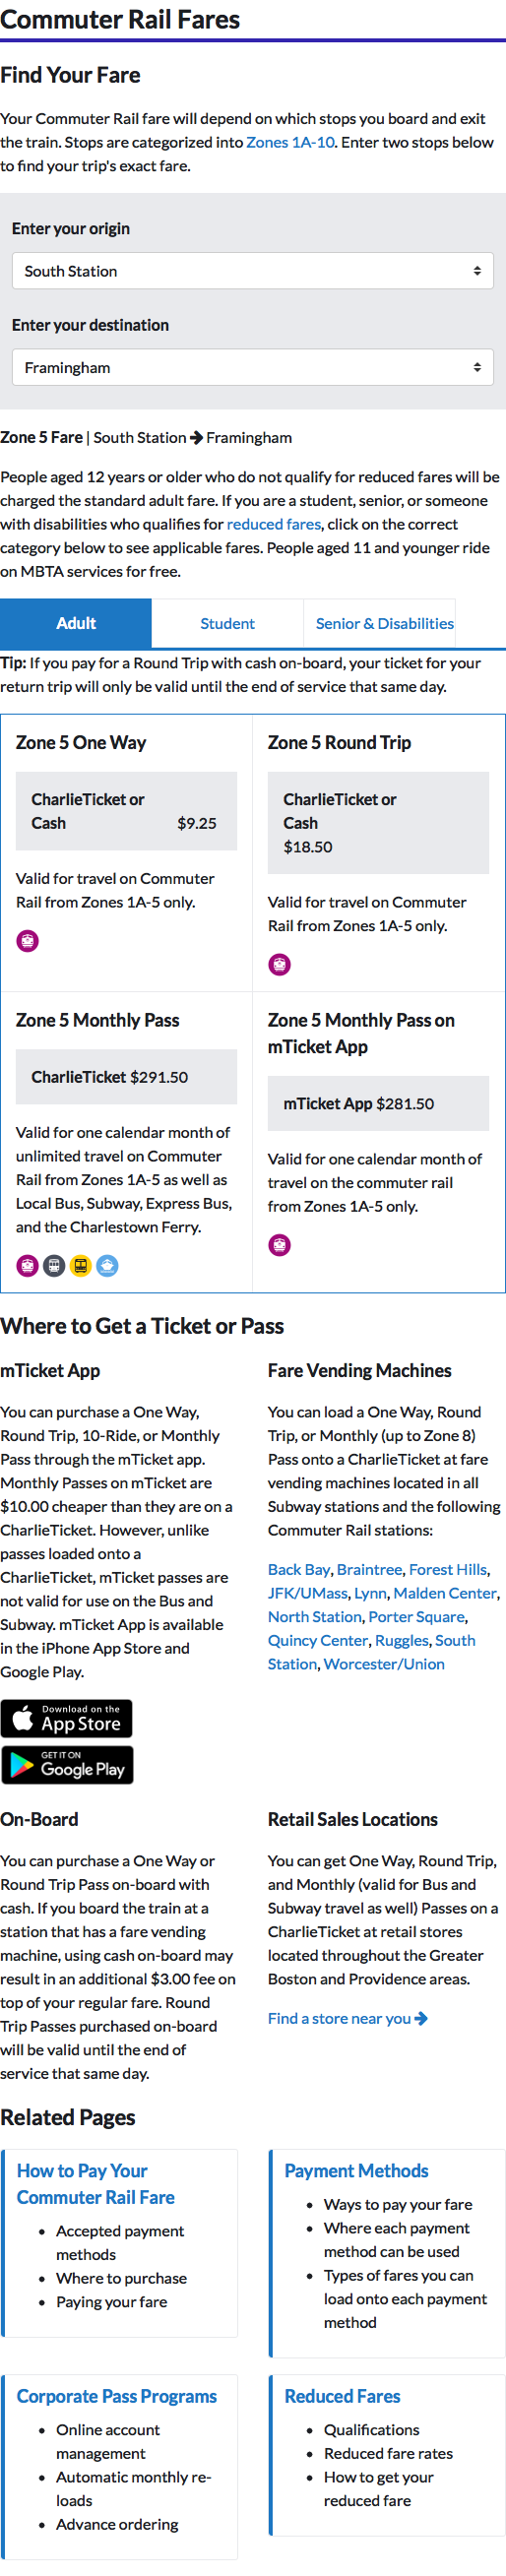 Commuter Rail Fares
Find Your Fare
Your Commuter Rail fare will depend on which stops you board and exit
the train. Stops are categorized into Zones 1A-10. Enter two stops below
to find your trip's exact fare.
Enter your origin
South Station
Enter your destination
Framingham
Zone 5 Fare | South Station → Framingham
People aged 12 years or older who do not qualify for reduced fares will be
charged the standard adult fare. If you are a student, senior, or someone
with disabilities who qualifies for reduced fares, click on the correct
category below to see applicable fares. People aged 11 and younger ride
on MBTA services for free.
Adult
Student
Senior & Disabilities
Tip: If you pay for a Round Trip with cash on-board, your ticket for your
return trip will only be valid until the end of service that same day.
Zone 5 One Way
CharlieTicket or
Cash $9.25
Valid for travel on Commuter
Rail from Zones 1A-5 only.
Zone 5 Round Trip
CharlieTicket or
Cash
$18.50
Valid for travel on Commuter
Rail from Zones 1A-5 only.
Zone 5 Monthly Pass
CharlieTicket $291.50
Valid for one calendar month of
unlimited travel on Commuter
Rail from Zones 1A-5 as well as
Local Bus, Subway, Express Bus,
and the Charlestown Ferry.
Zone 5 Monthly Pass on
mTicket App
mTicket App $281.50
Valid for one calendar month of
travel on the commuter rail
from Zones 1A-5 only.
Where to Get a Ticket or Pass
mTicket App
You can purchase a One Way,
Round Trip, 10-Ride, or Monthly
Pass through the mTicket app.
Monthly Passes on mTicket are
$10.00 cheaper than they are on a
CharlieTicket. However, unlike
passes loaded onto a
CharlieTicket, mTicket passes are
not valid for use on the Bus and
Subway. mTicket App is available
in the iPhone App Store and
Google Play.
Download on the
App Store
GET IT ON
Google Play
Fare Vending Machines
You can load a One Way, Round
Trip, or Monthly (up to Zone 8)
Pass onto a CharlieTicket at fare
vending machines located in all
Subway stations and the following
Commuter Rail stations:
Back Bay, Braintree, Forest Hills,
JFK/UMass, Lynn, Malden Center,
North Station, Porter Square,
Quincy Center, Ruggles, South
Station, Worcester/Union
On-Board
You can purchase a One Way or
Round Trip Pass on-board with
cash. If you board the train at a
station that has a fare vending
machine, using cash on-board may
result in an additional $3.00 fee on
top of your regular fare. Round
Trip Passes purchased on-board
will be valid until the end of
service that same day.
Retail Sales Locations
You can get One Way, Round Trip,
and Monthly (valid for Bus and
Subway travel as well) Passes on a
CharlieTicket at retail stores
located throughout the Greater
Boston and Providence areas.
Find a store near you →
Related Pages
How to Pay Your
Commuter Rail Fare
• Accepted payment
methods
• Where to purchase
• Paying your fare
Payment Methods
• Ways to pay your fare
• Where each payment
method can be used
• Types of fares you can
load onto each payment
method
Corporate Pass Programs
• Online account
management
• Automatic monthly re-
loads
• Advance ordering
Reduced Fares
• Qualifications
• Reduced fare rates
• How to get your
reduced fare